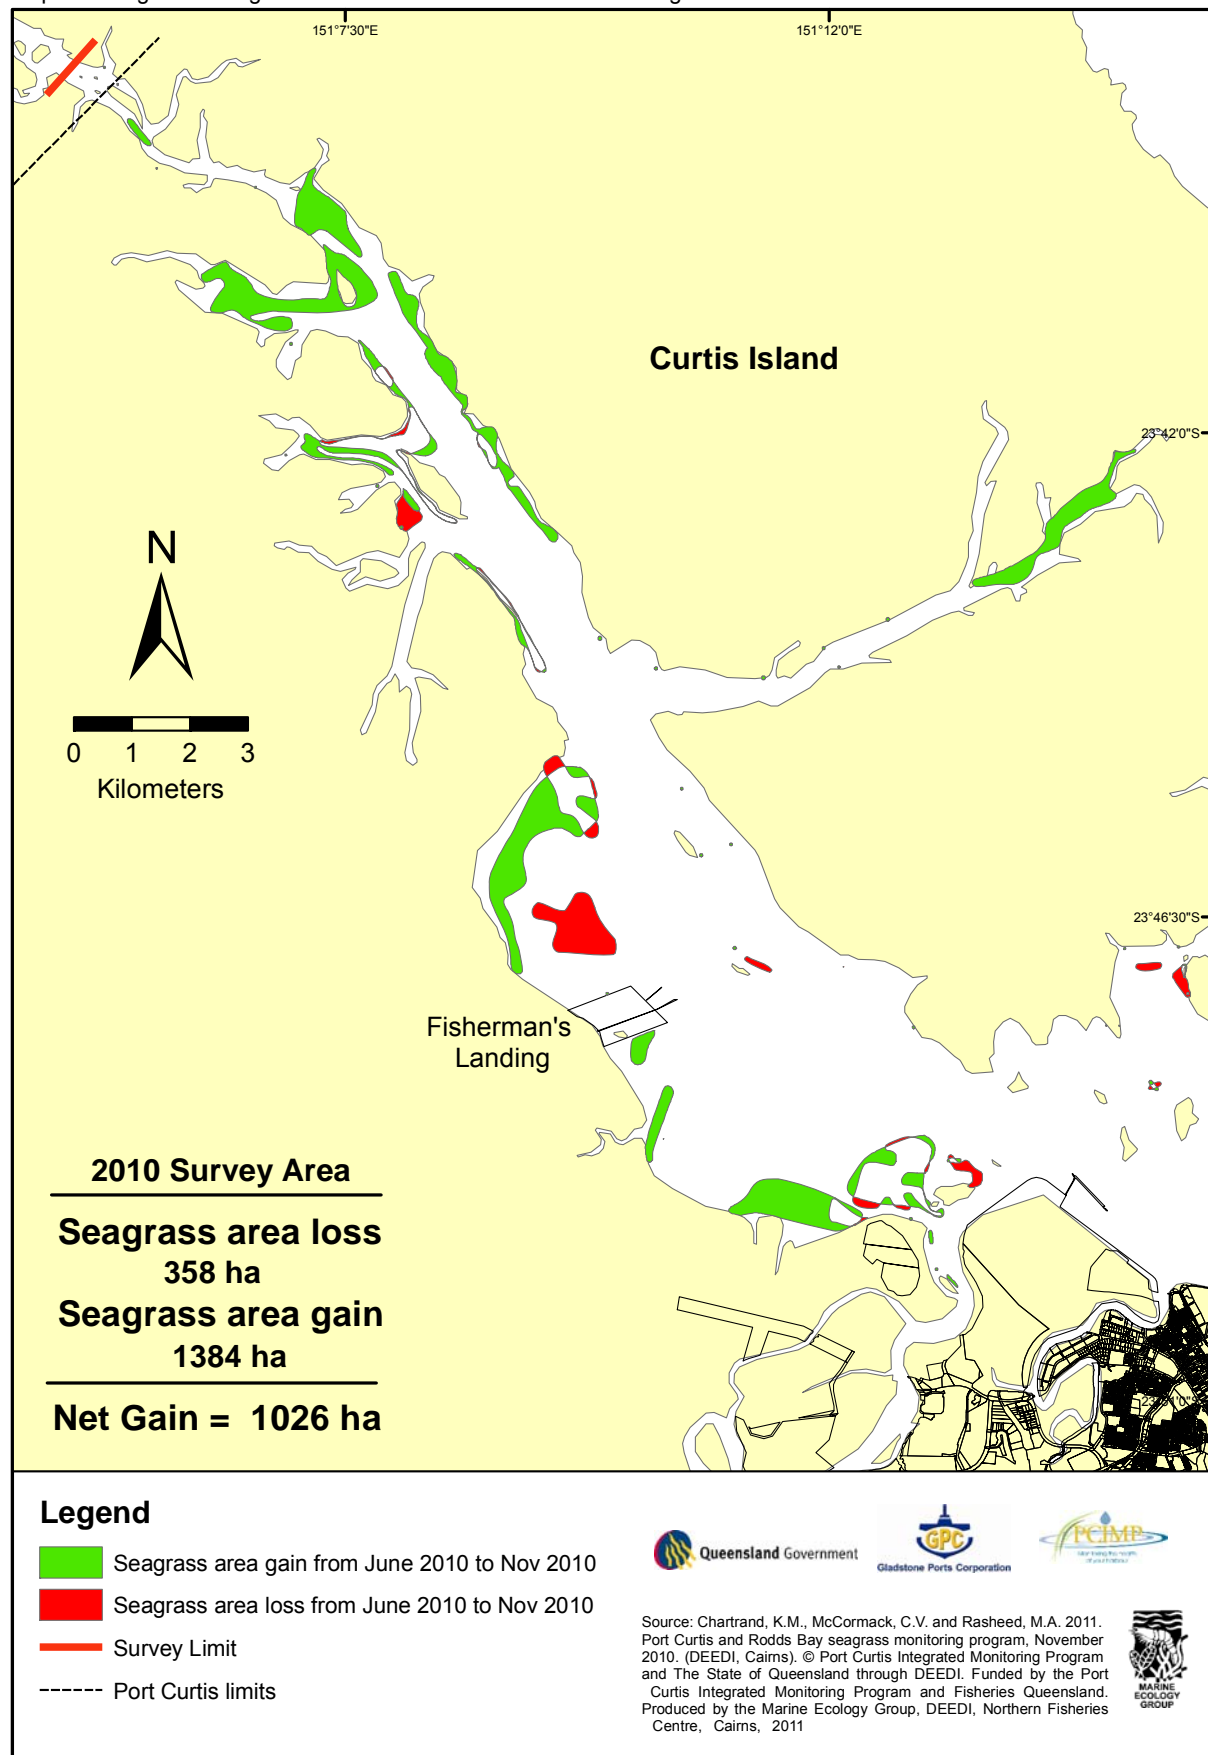 151°7'30"E
151°12'0"E
Curtis Island
23°42'0"S
N
0 1 2 3
Kilometers
23°46'30"S
Fisherman's
Landing
2010 Survey Area
Seagrass area loss
358 ha
Seagrass area gain
1384 ha
Net Gain = 1026 ha
Legend
Seagrass area gain from June 2010 to Nov 2010
Seagrass area loss from June 2010 to Nov 2010
Survey Limit
Port Curtis limits
Queensland Government
GPC
Gladstone Ports Corporation
PCIMP
Source: Chartrand, K.M., McCormack, C.V. and Rasheed, M.A. 2011.
Port Curtis and Rodds Bay seagrass monitoring program, November
2010. (DEEDI, Cairns). © Port Curtis Integrated Monitoring Program
and The State of Queensland through DEEDI. Funded by the Port
Curtis Integrated Monitoring Program and Fisheries Queensland.
Produced by the Marine Ecology Group, DEEDI, Northern Fisheries
Centre, Cairns, 2011
MARINE
ECOLOGY
GROUP